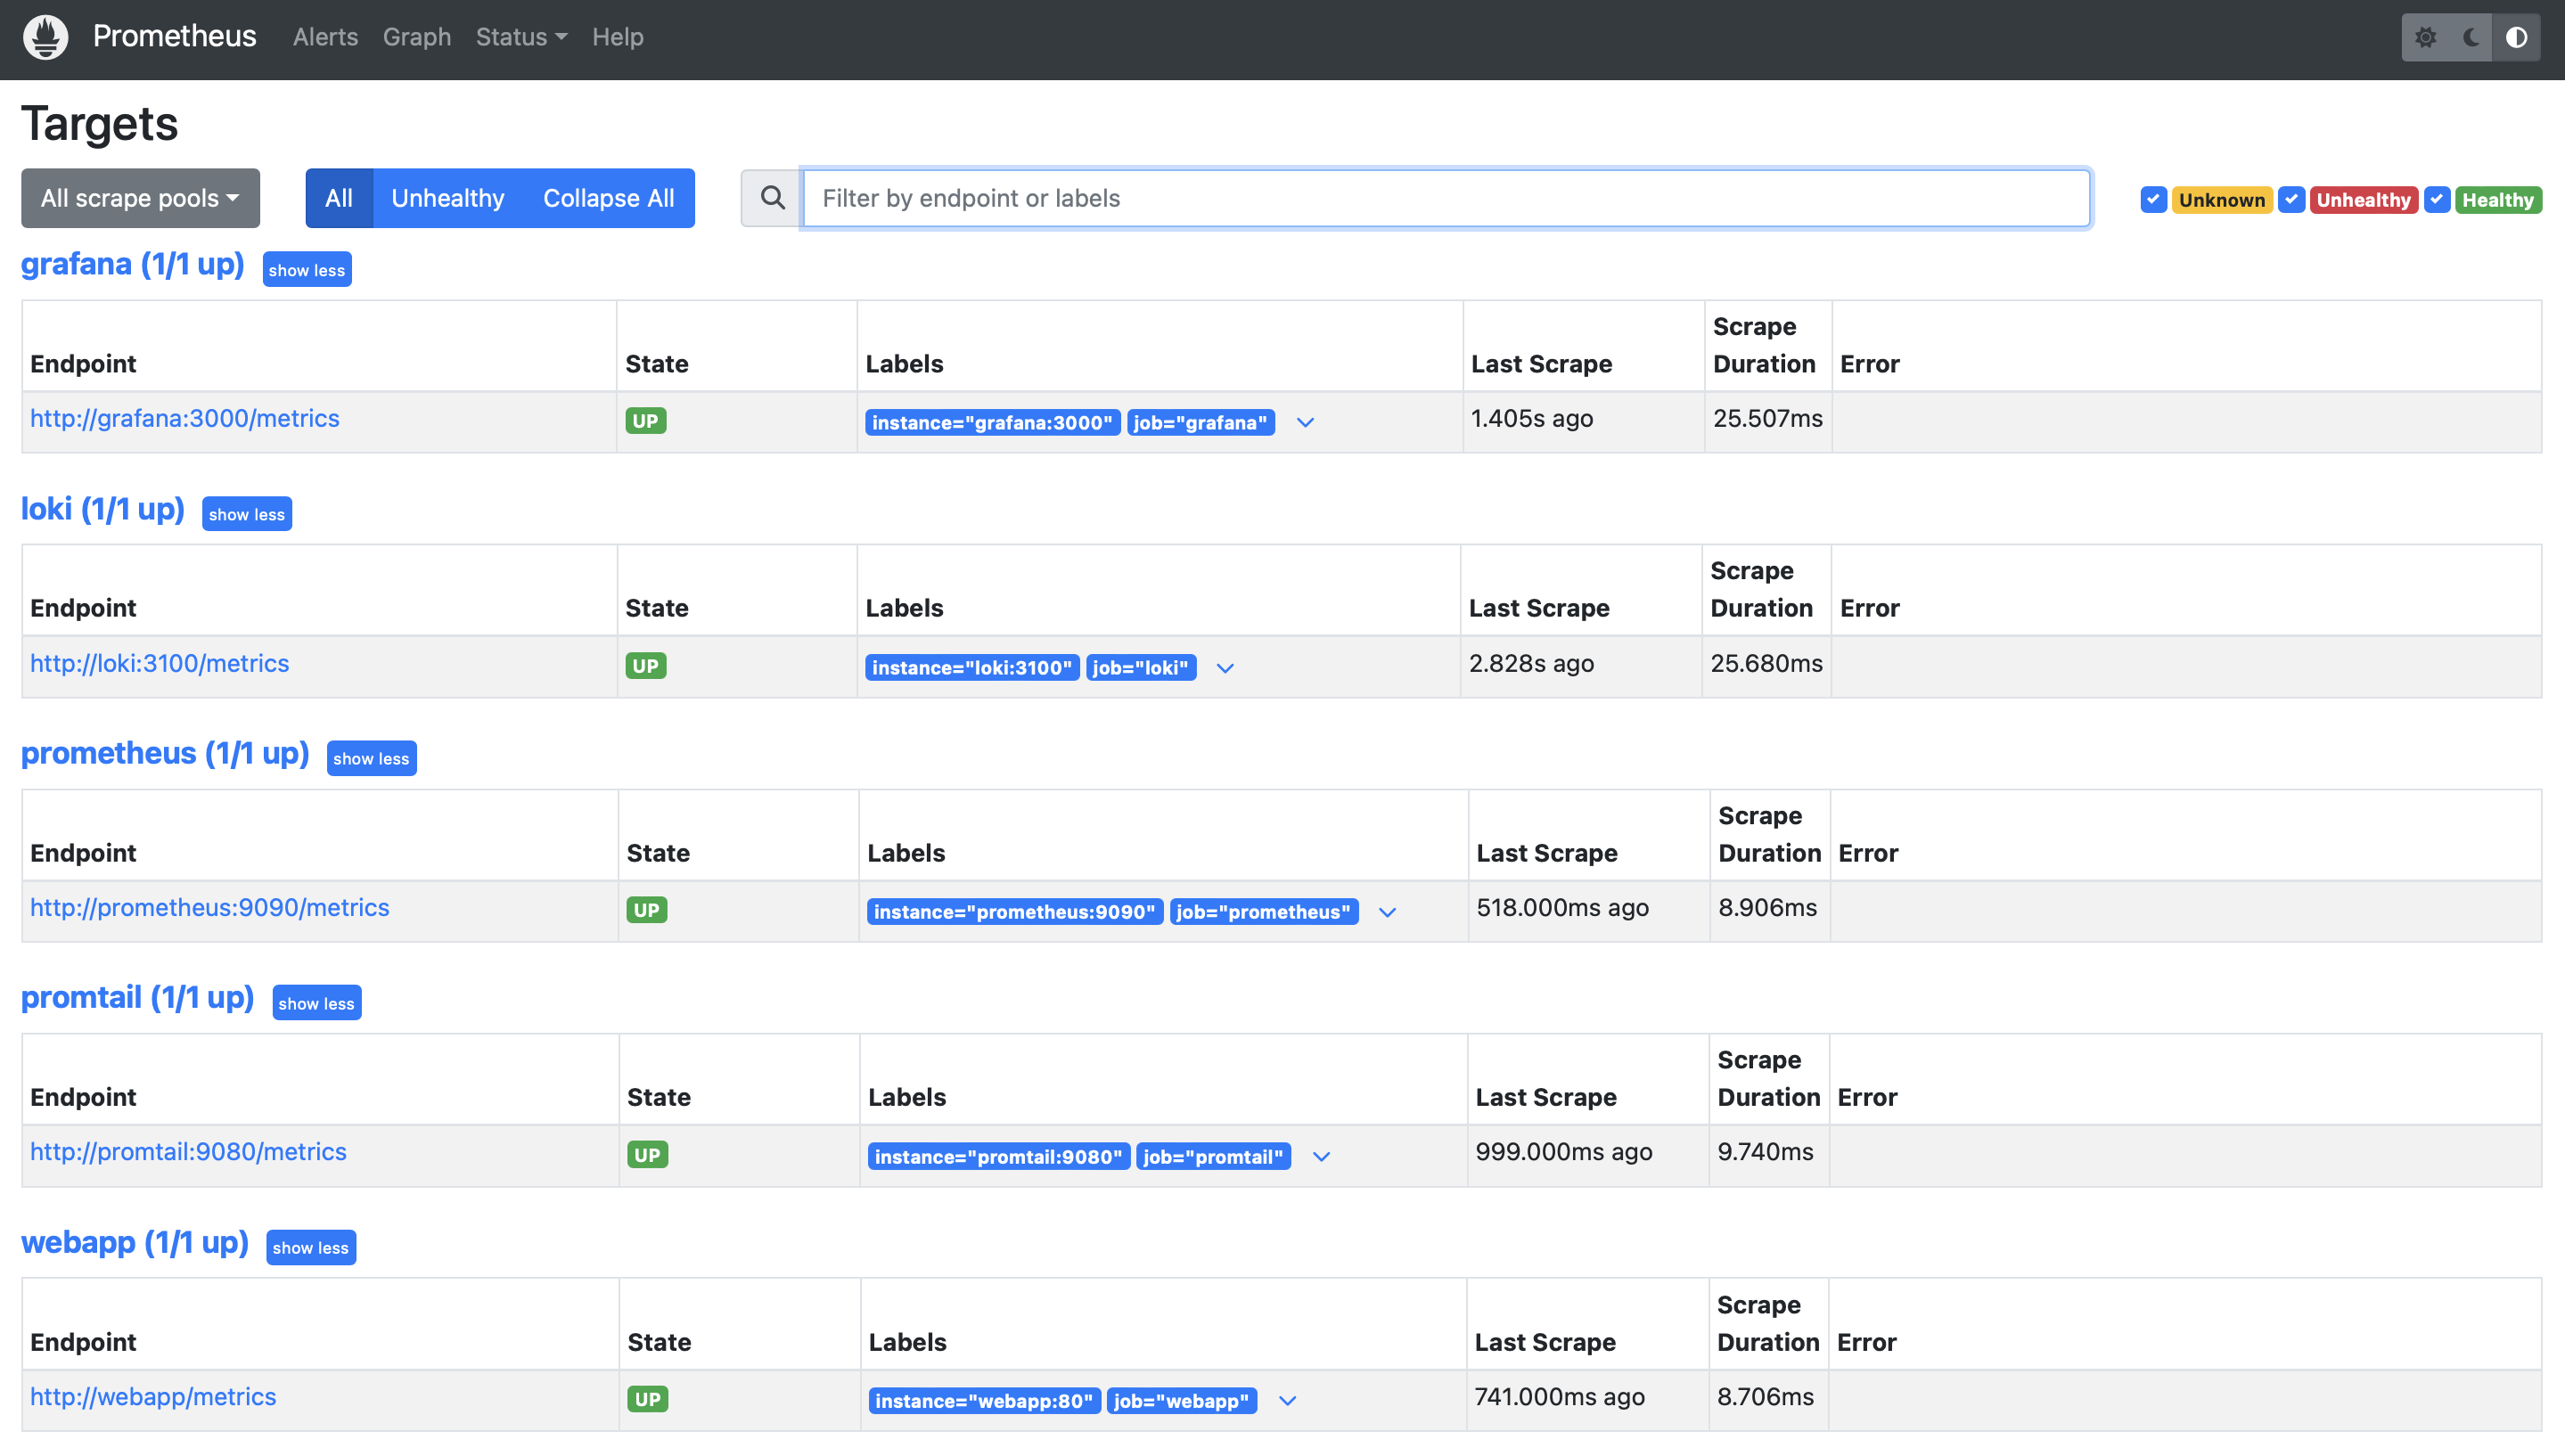 Prometheus Alerts Graph Status Help
Targets
All scrape pools All Unhealthy Collapse All Filter by endpoint or labels Unknown Unhealthy Healthy
grafana (1/1 up) show less
Endpoint State Labels Last Scrape Scrape Duration Error
http://grafana:3000/metrics UP instance="grafana:3000" job="grafana" 1.405s ago 25.507ms
loki (1/1 up) show less
Endpoint State Labels Last Scrape Scrape Duration Error
http://loki:3100/metrics UP instance="loki:3100" job="loki" 2.828s ago 25.680ms
prometheus (1/1 up) show less
Endpoint State Labels Last Scrape Scrape Duration Error
http://prometheus:9090/metrics UP instance="prometheus:9090" job="prometheus" 518.000ms ago 8.906ms
promtail (1/1 up) show less
Endpoint State Labels Last Scrape Scrape Duration Error
http://promtail:9080/metrics UP instance="promtail:9080" job="promtail" 999.000ms ago 9.740ms
webapp (1/1 up) show less
Endpoint State Labels Last Scrape Scrape Duration Error
http://webapp/metrics UP instance="webapp:80" job="webapp" 741.000ms ago 8.706ms